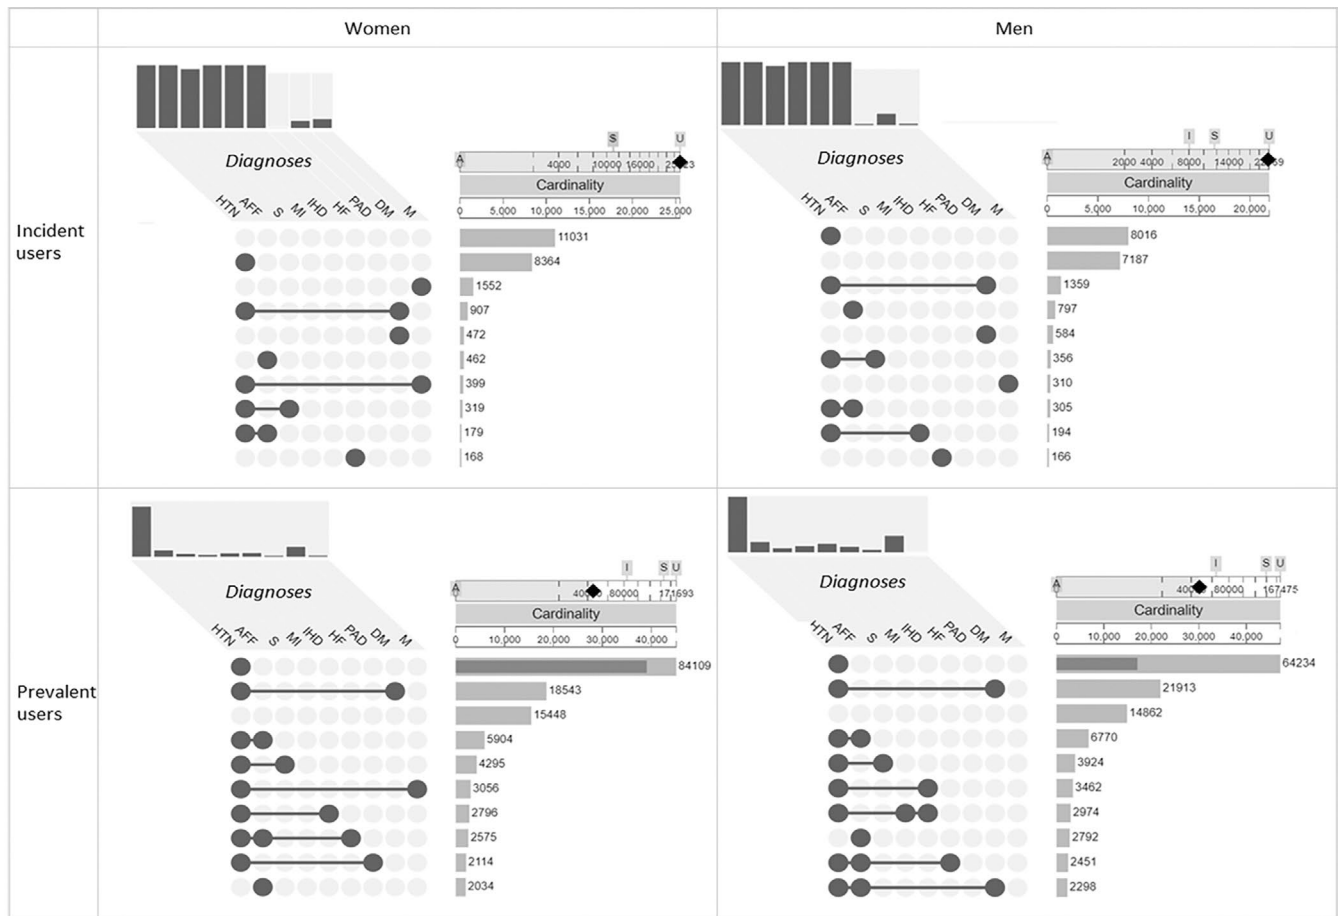 Women
Men
Incident users
Diagnoses
HTN AFF S MI IHD HF PAD DM M
S U
A 4000 10000 16000
Cardinality
0 5,000 10,000 15,000 20,000 25,000
11031
8364
1552
907
472
462
399
319
179
168
Diagnoses
HTN AFF S MI IHD HF PAD DM M
I S U
A 2000 4000 8000 14000
Cardinality
0 5,000 10,000 15,000 20,000
8016
7187
1359
797
584
356
310
305
194
166
Prevalent users
Diagnoses
HTN AFF S MI IHD HF PAD DM M
I S U
A 80000 171693
Cardinality
0 10,000 20,000 30,000 40,000
84109
18543
15448
5904
4295
3056
2796
2575
2114
2034
Diagnoses
HTN AFF S MI IHD HF PAD DM M
I S U
A 80000 167475
Cardinality
0 10,000 20,000 30,000 40,000
64234
21913
14862
6770
3924
3462
2974
2792
2451
2298